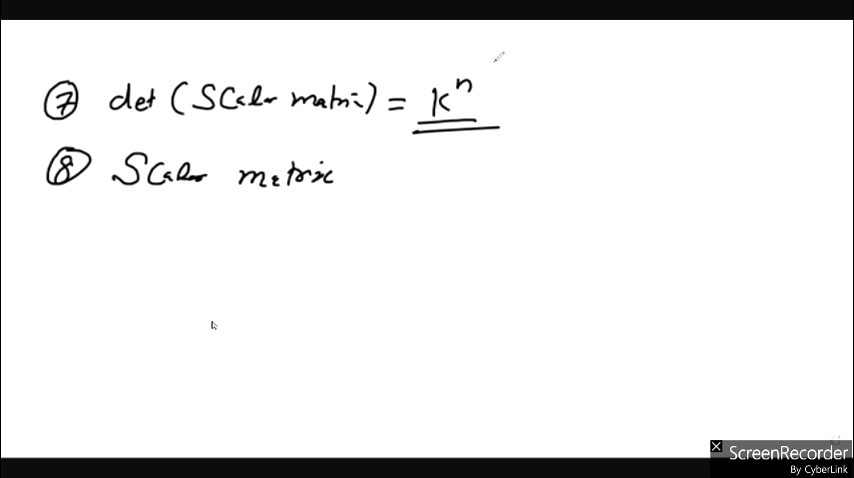 ⑦ det (Scalar matrix) = kⁿ
⑧ Scalar matrix
ScreenRecorder
By CyberLink